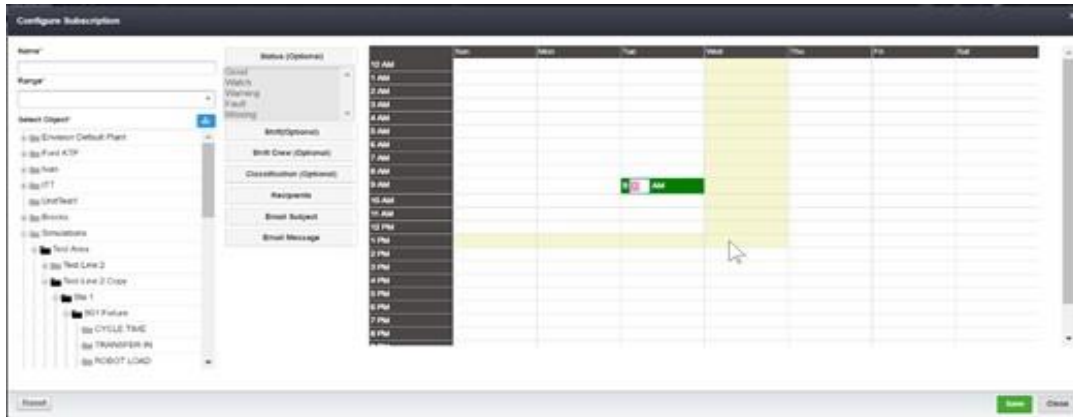 Configure Subscription
Name*
Range*
Select Object*
Envision Default Plant
Ford KTP
Ivan
ITT
UnitTest1
Brooks
Simulations
Test Area
Test Line 2
Test Line 2 Copy
Site 1
901 Fixture
CYCLE TIME
TRANSFER IN
ROBOT LOAD
Status (Optional)
Good
Watch
Warning
Fault
Missing
Shift(Optional)
Shift Crew (Optional)
Classification (Optional)
Recipients
Email Subject
Email Message
Sun Mon Tue Wed Thu Fri Sat
12 AM
1 AM
2 AM
3 AM
4 AM
5 AM
6 AM
7 AM
8 AM
9 AM
9 AM
10 AM
11 AM
12 PM
1 PM
2 PM
3 PM
4 PM
5 PM
6 PM
7 PM
8 PM
Reset
Save
Close